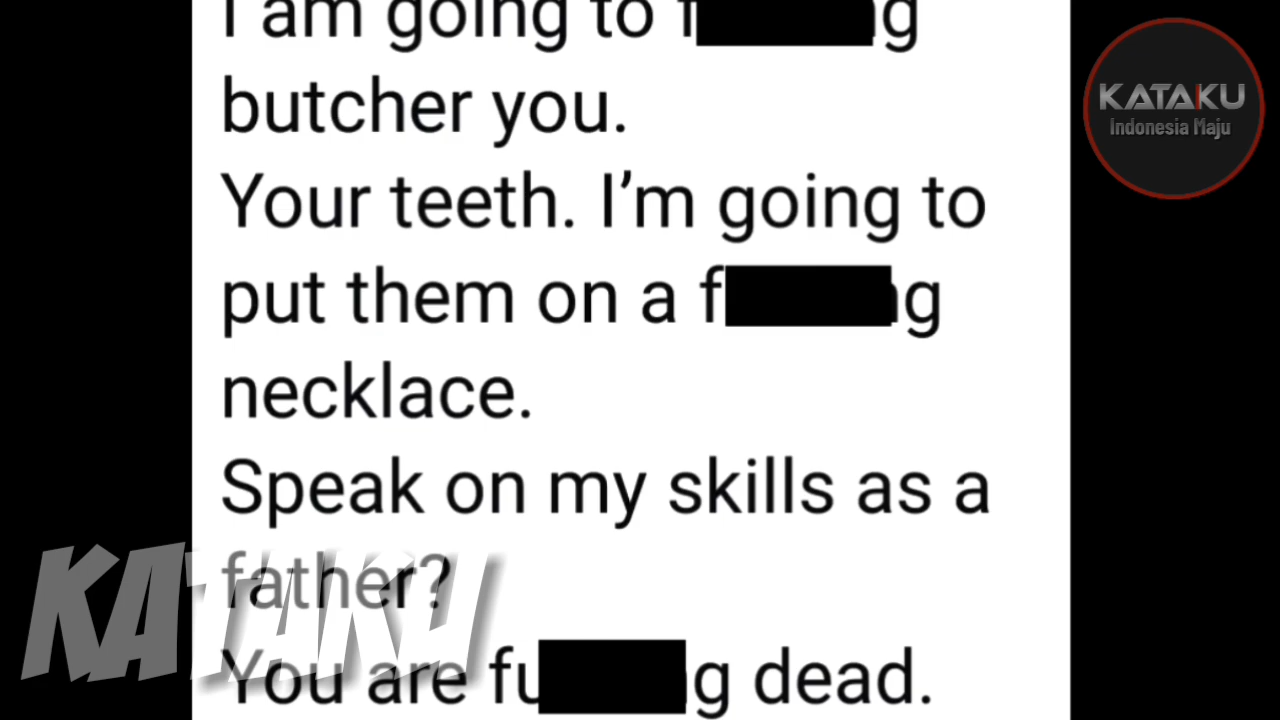 I am going to f g
butcher you.
Your teeth. I'm going to
put them on a f g
necklace.
Speak on my skills as a
father?
You are fu g dead.
KATAKU
Indonesia Maju
KATAKU